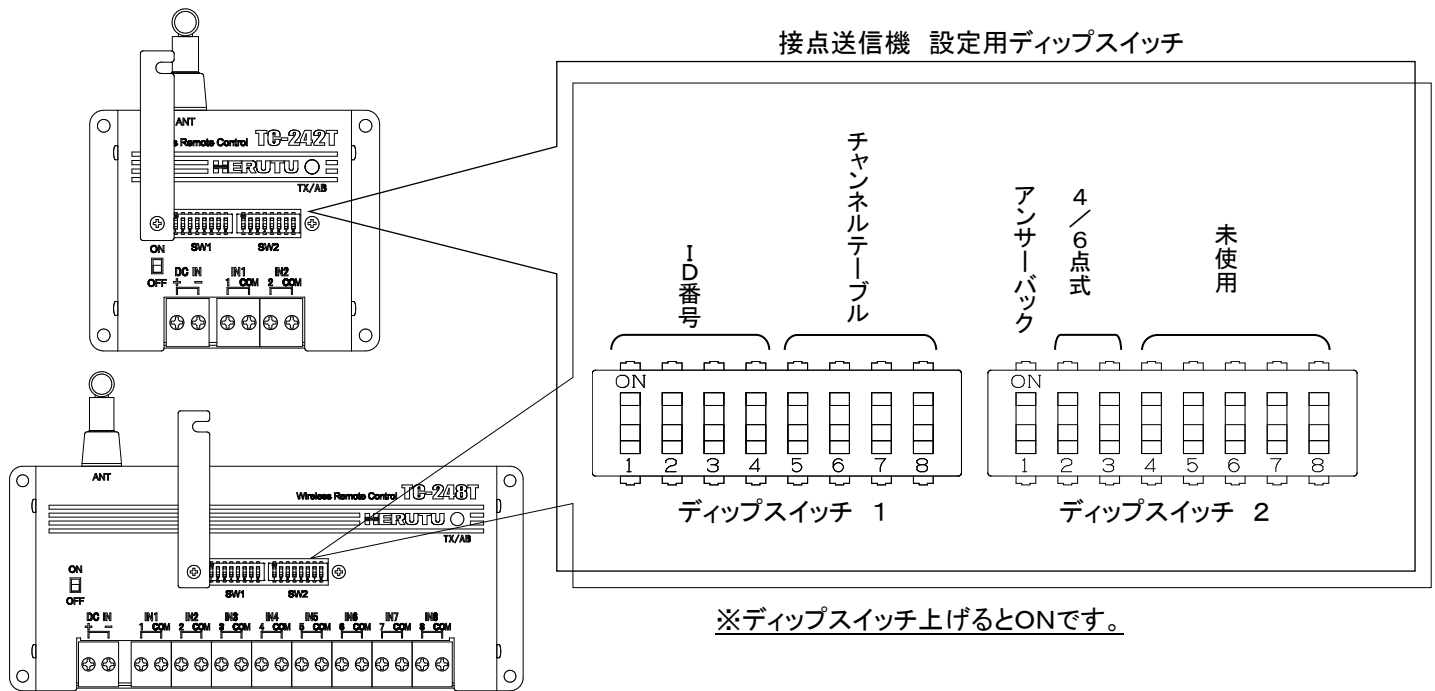 接点送信機 設定用ディップスイッチ
ANT
s Remote Control TC-242T
HERUTU
TX/AB
SW1 SW2
ON
OFF
DC IN IN1 IN2
+ - 1 COM 2 COM
ID番号
チャンネルテーブル
アンサーバック
4/6点式
未使用
ON
1 2 3 4 5 6 7 8
ディップスイッチ 1
ON
1 2 3 4 5 6 7 8
ディップスイッチ 2
ANT
Wireless Remote Control TC-248T
HERUTU
TX/AB
SW1 SW2
ON
OFF
DC IN IN1 IN2 IN3 IN4 IN5 IN6 IN7 IN8
+ - 1 COM 2 COM 3 COM 4 COM 5 COM 6 COM 7 COM 8 COM
※ディップスイッチ上げるとONです。